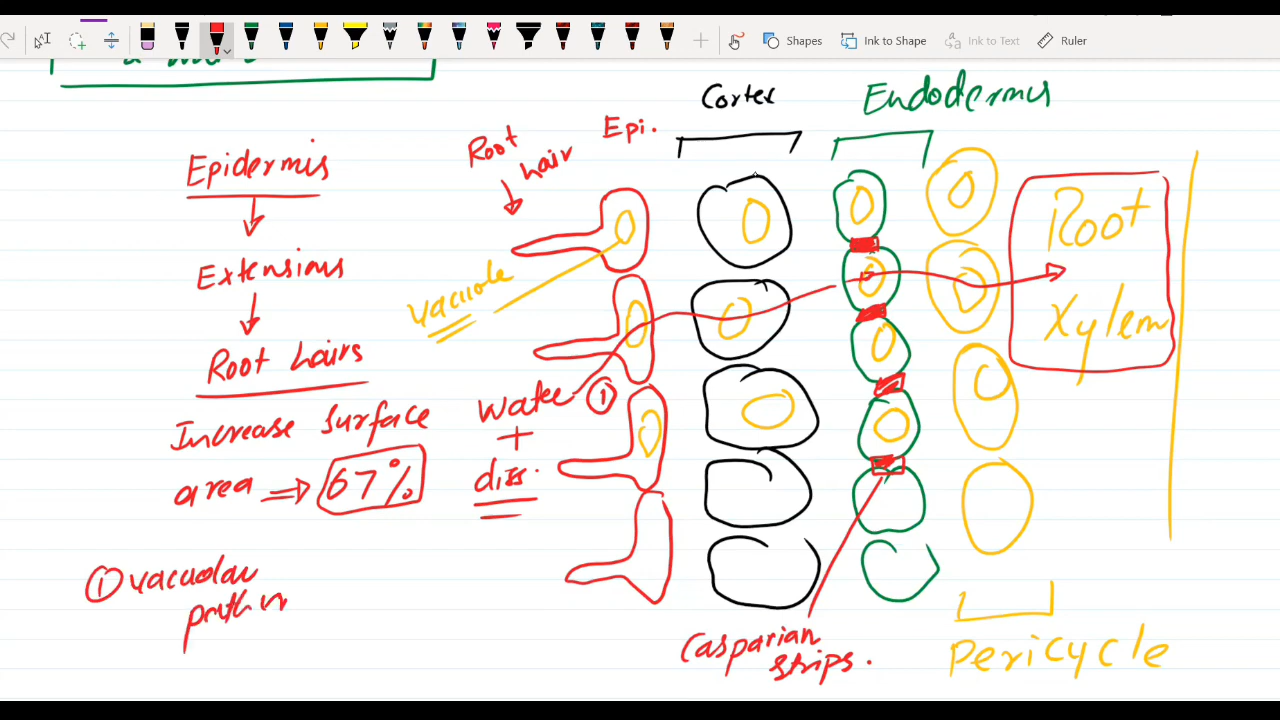 Shapes
Ink to Shape
Ink to Text
Ruler
Epidermis
Extensions
Root hairs
Increase surface
area ⇒ 67%
① vacuolar
Root
hair
Epi.
Cortex
Endodermis
vacuole
Water ①
+
diss.
Root
Xylem
Casparian
strips.
Pericycle